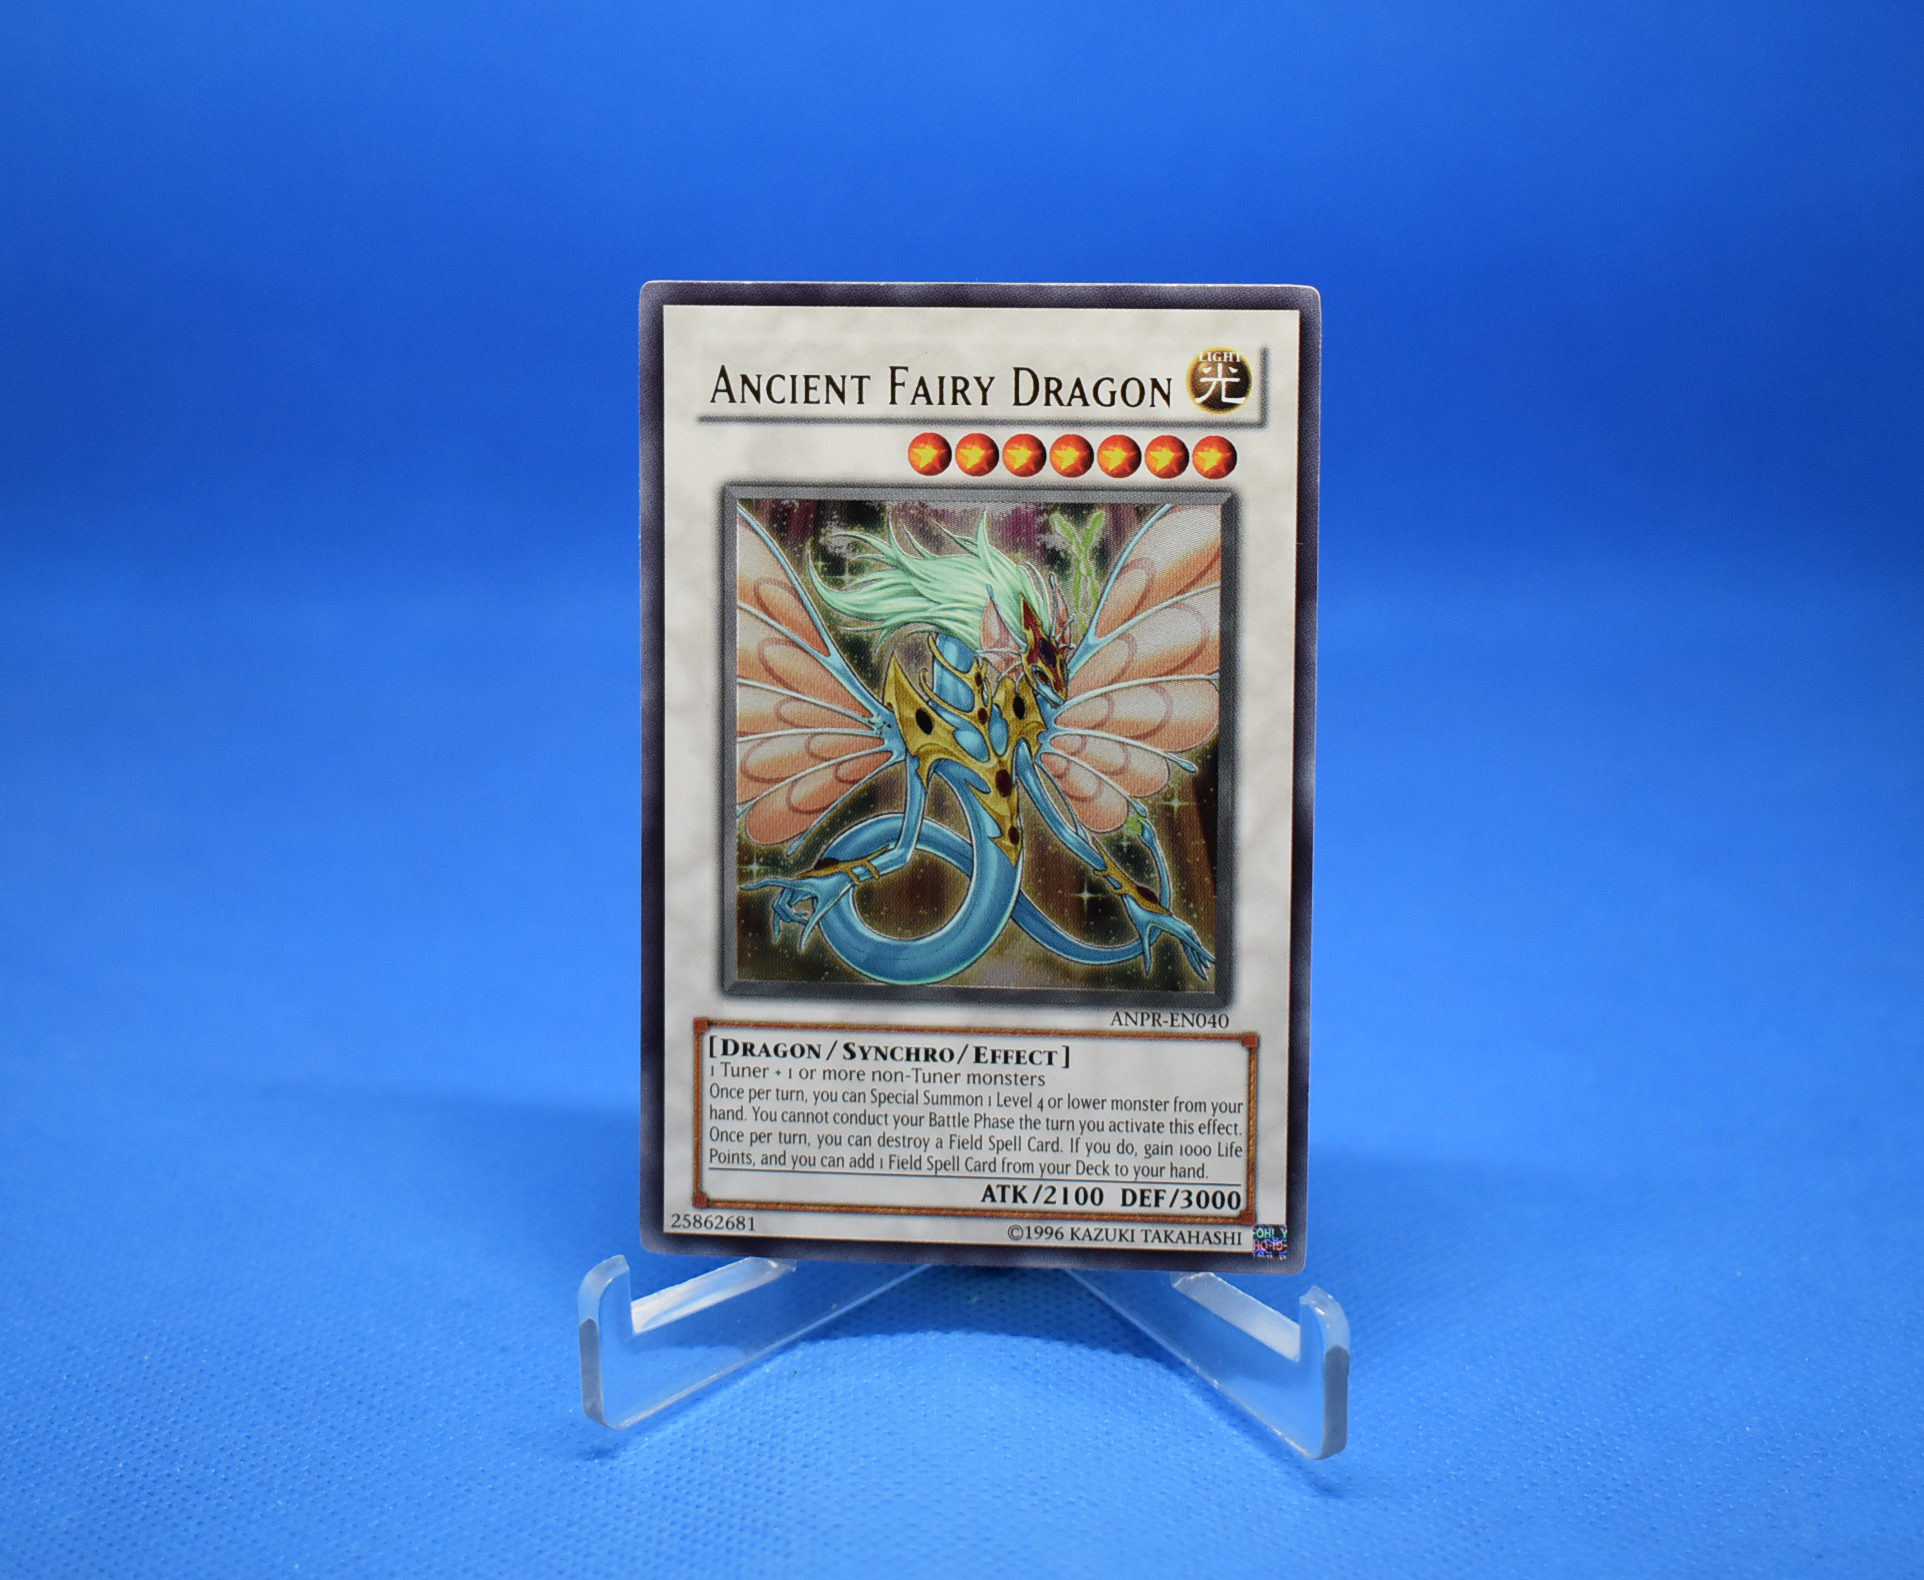 ANCIENT FAIRY DRAGON
LIGHT
光
ANPR-EN040
[DRAGON/SYNCHRO/EFFECT]
1 Tuner + 1 or more non-Tuner monsters
Once per turn, you can Special Summon 1 Level 4 or lower monster from your
hand. You cannot conduct your Battle Phase the turn you activate this effect.
Once per turn, you can destroy a Field Spell Card. If you do, gain 1000 Life
Points, and you can add 1 Field Spell Card from your Deck to your hand.
ATK/2100 DEF/3000
25862681
©1996 KAZUKI TAKAHASHI